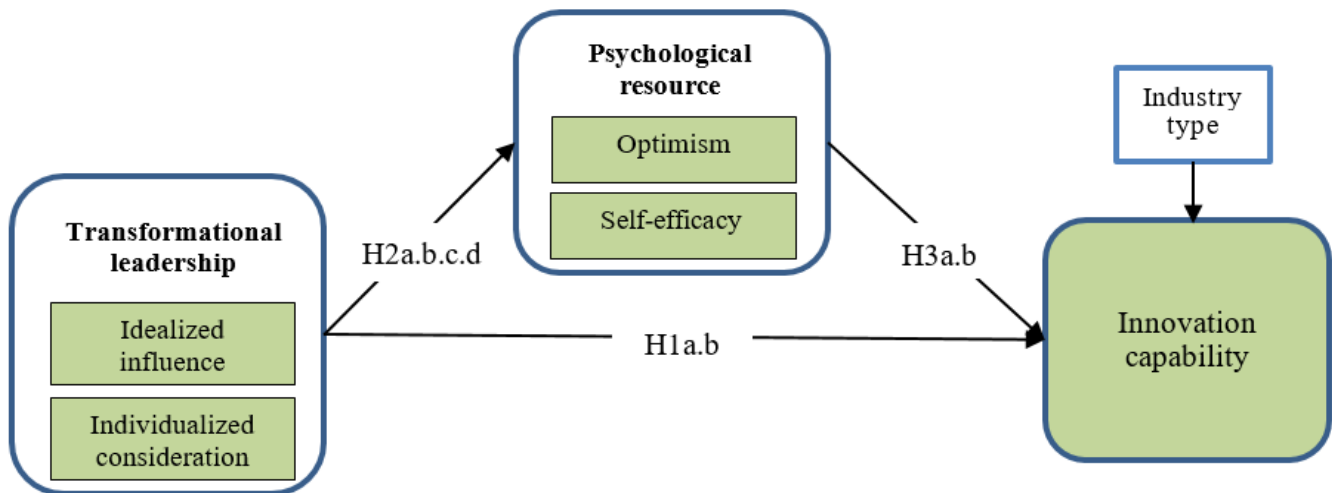 Psychological
resource
Optimism
Self-efficacy
Industry
type
Transformational
leadership
Idealized
influence
Individualized
consideration
H2a.b.c.d
H3a.b
H1a.b
Innovation
capability